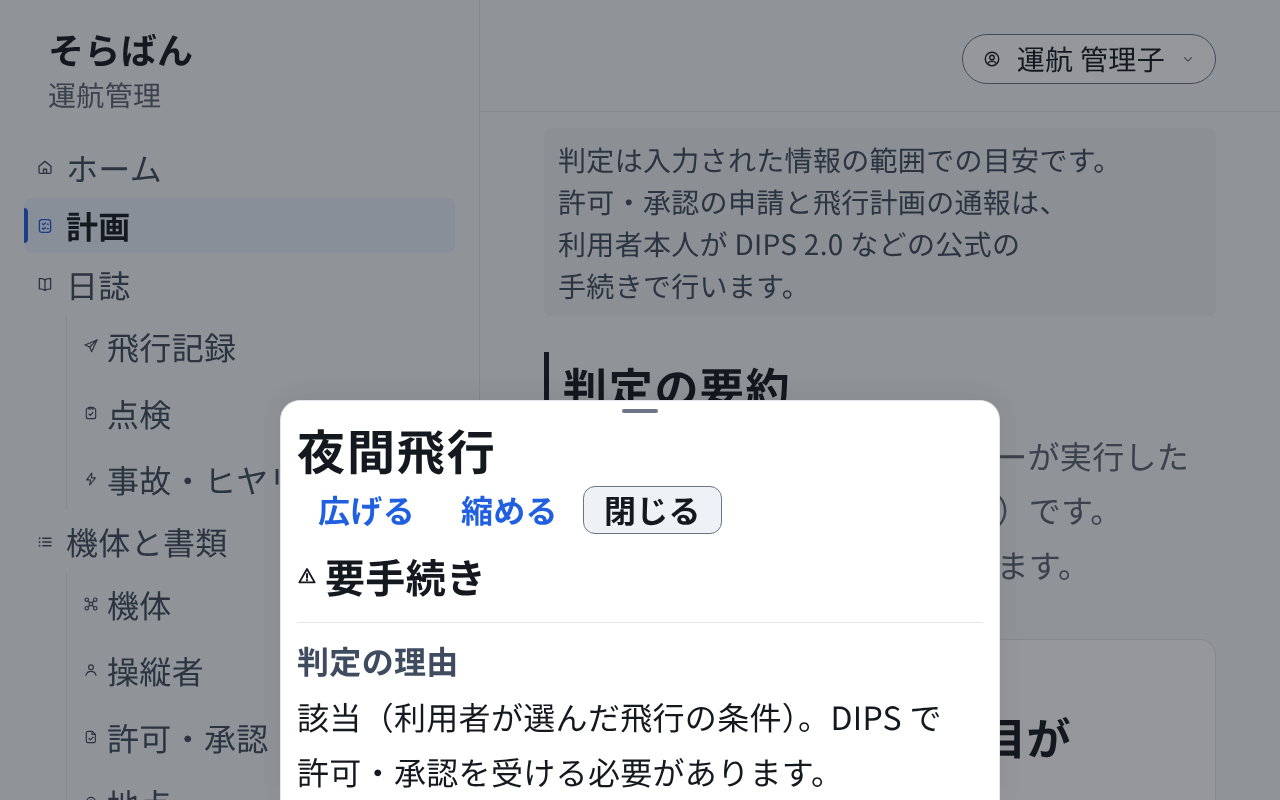 そらばん
運航管理
ホーム
計画
日誌
飛行記録
点検
事故・ヒヤ
機体と書類
機体
操縦者
許可・承認
地点
運航 管理子
判定は入力された情報の範囲での目安です。
許可・承認の申請と飛行計画の通報は、
利用者本人が DIPS 2.0 などの公式の
手続きで行います。
判定の要約
ーが実行した
）です。
ます。
目が
夜間飛行
広げる
縮める
閉じる
要手続き
判定の理由
該当（利用者が選んだ飛行の条件）。DIPS で
許可・承認を受ける必要があります。